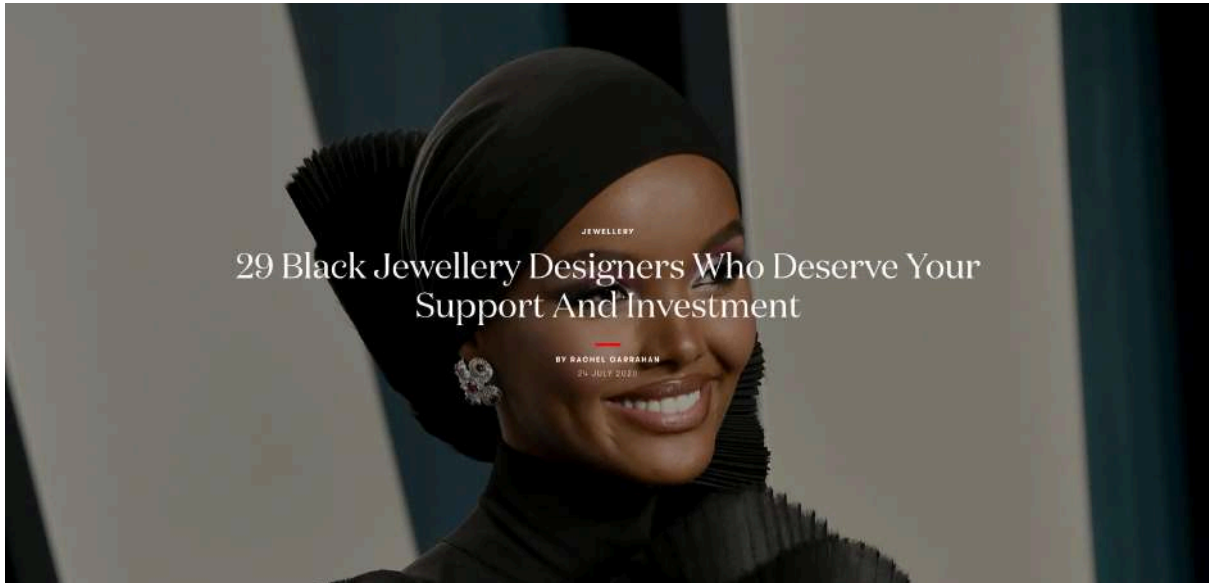 JEWELLERY
29 Black Jewellery Designers Who Deserve Your
Support And Investment
BY RACHEL GARRAHAN
24 JULY 2020